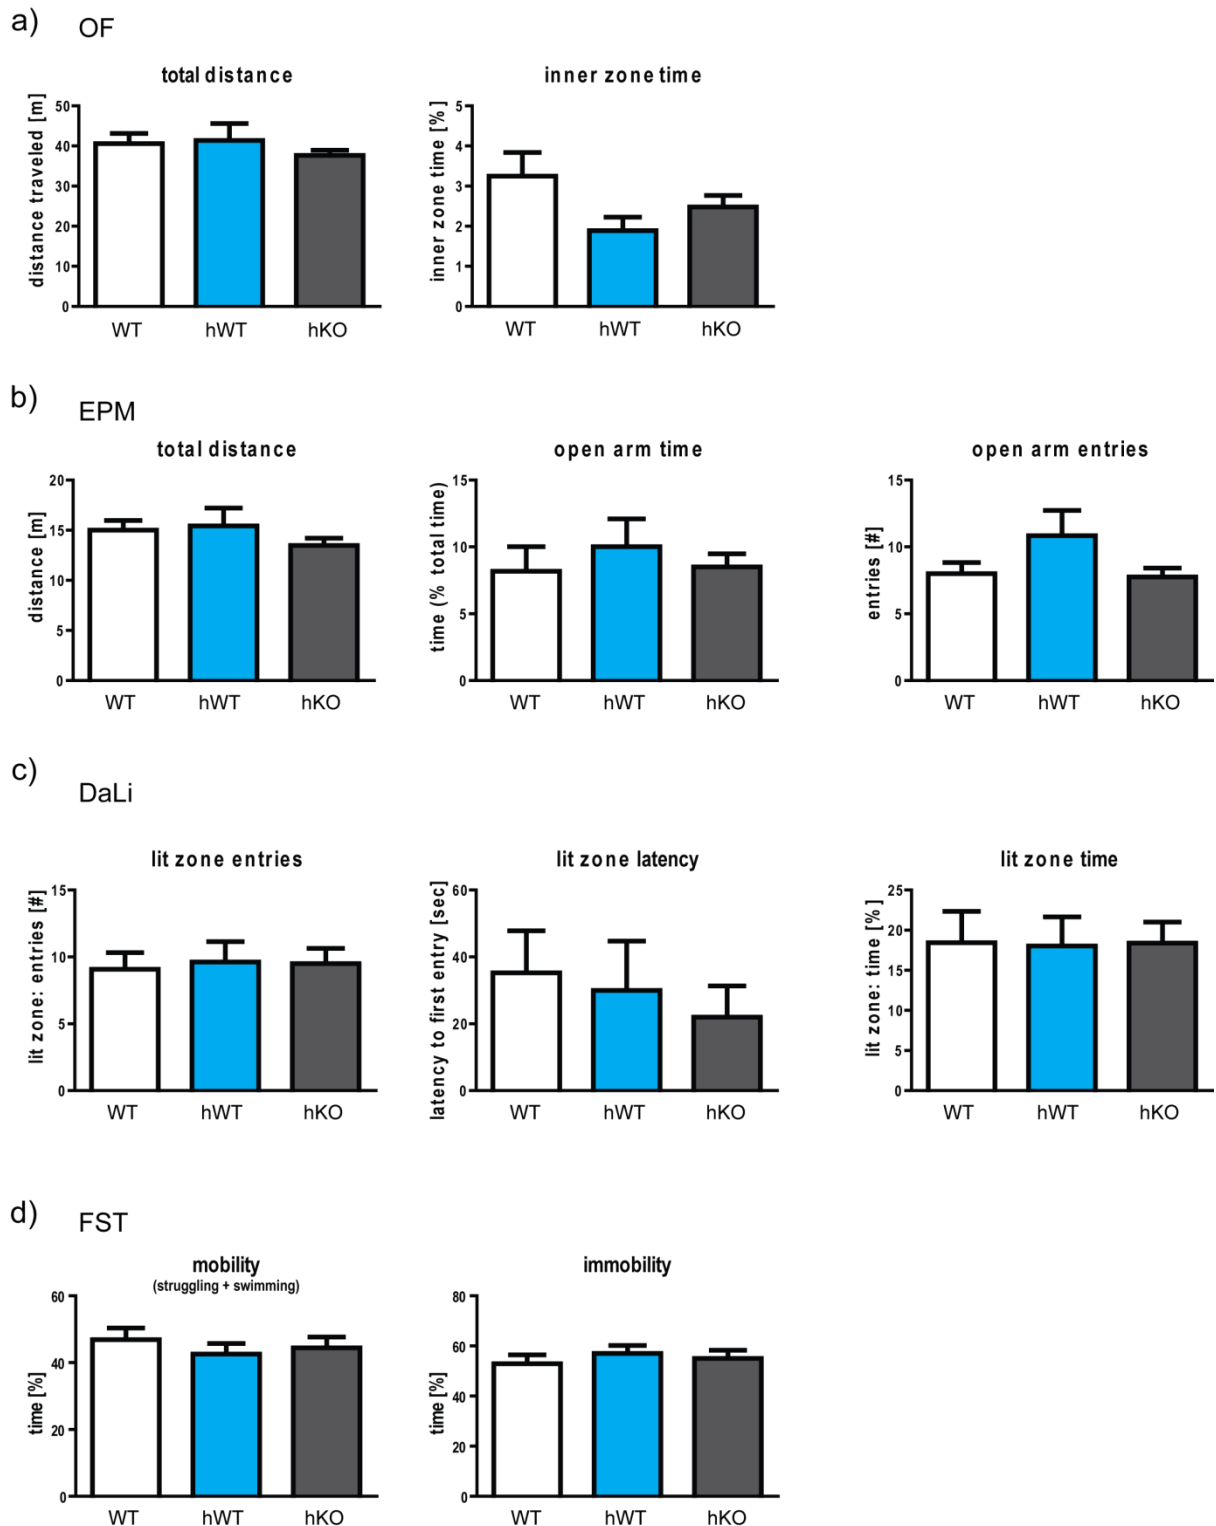 a) OF
total distance
distance traveled [m]
50
40
30
20
10
0
WT hWT hKO
inner zone time
inner zone time [%]
5
4
3
2
1
0
WT hWT hKO
b) EPM
total distance
distance [m]
20
15
10
5
0
WT hWT hKO
open arm time
time (% total time)
15
10
5
0
WT hWT hKO
open arm entries
entries [#]
15
10
5
0
WT hWT hKO
c) DaLi
lit zone entries
lit zone: entries [#]
15
10
5
0
WT hWT hKO
lit zone latency
latency to first entry [sec]
60
40
20
0
WT hWT hKO
lit zone time
lit zone: time [%]
25
20
15
10
5
0
WT hWT hKO
d) FST
mobility
(struggling + swimming)
time [%]
60
40
20
0
WT hWT hKO
immobility
time [%]
80
60
40
20
0
WT hWT hKO